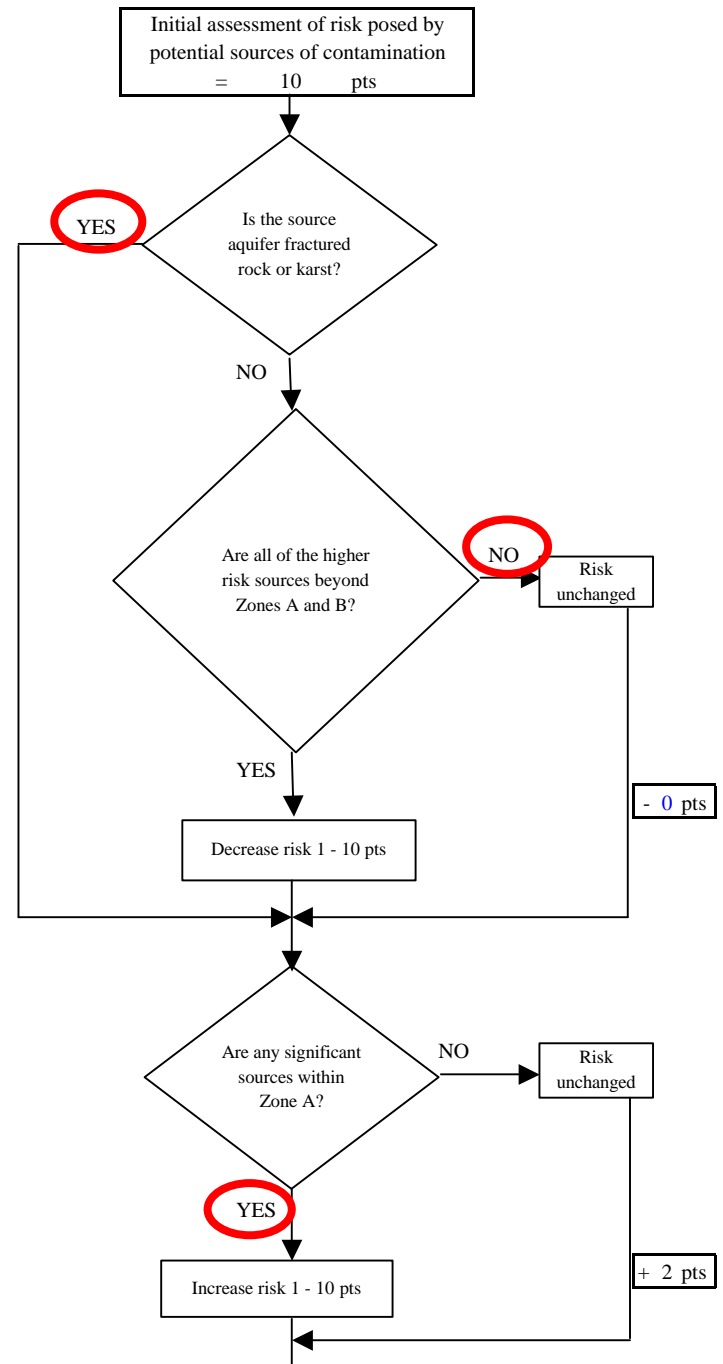 Initial assessment of risk posed by
potential sources of contamination
= 10 pts
YES
Is the source
aquifer fractured
rock or karst?
NO
Are all of the higher
risk sources beyond
Zones A and B?
NO
Risk
unchanged
YES
- 0 pts
Decrease risk 1 - 10 pts
Are any significant
sources within
Zone A?
NO
Risk
unchanged
YES
+ 2 pts
Increase risk 1 - 10 pts